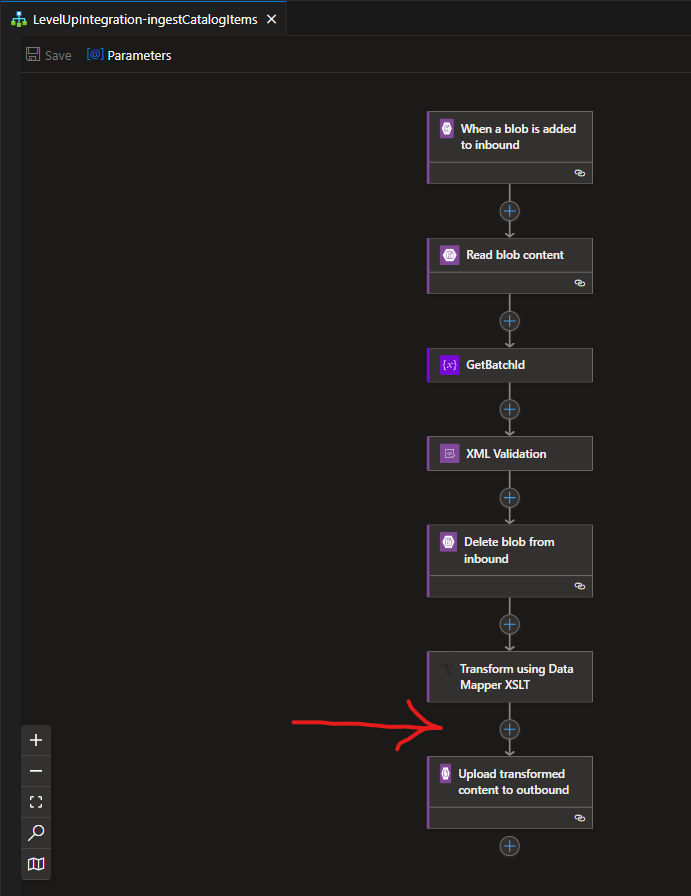 LevelUpIntegration-ingestCatalogItems
Save
[@] Parameters
When a blob is added
to inbound
Read blob content
{x} GetBatchId
XML Validation
Delete blob from
inbound
Transform using Data
Mapper XSLT
Upload transformed
content to outbound